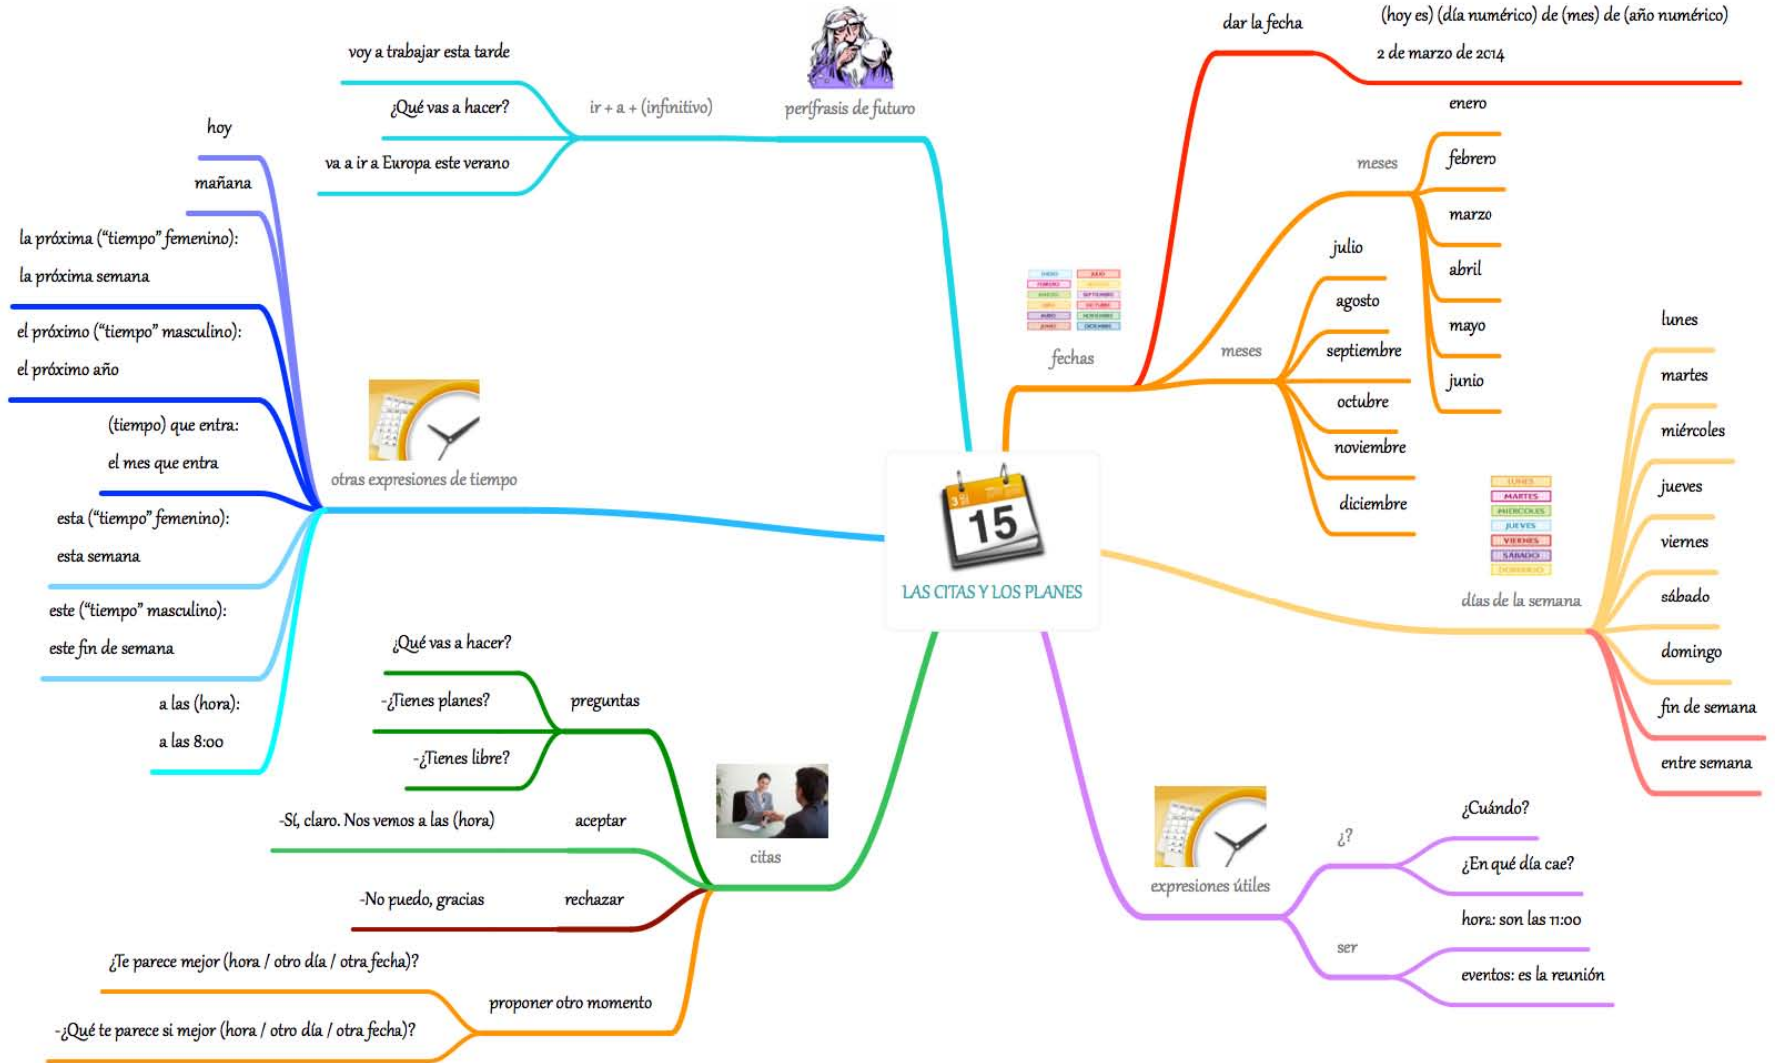 LAS CITAS Y LOS PLANES
15
perífrasis de futuro
ir + a + (infinitivo)
voy a trabajar esta tarde
¿Qué vas a hacer?
va a ir a Europa este verano
fechas
dar la fecha
(hoy es) (día numérico) de (mes) de (año numérico)
2 de marzo de 2014
meses
enero
febrero
marzo
abril
mayo
junio
meses
julio
agosto
septiembre
octubre
noviembre
diciembre
LUNES
MARTES
MIERCOLES
JUEVES
VIERNES
SABADO
DOMINGO
días de la semana
lunes
martes
miércoles
jueves
viernes
sábado
domingo
fin de semana
entre semana
expresiones útiles
¿?
¿Cuándo?
¿En qué día cae?
ser
hora: son las 11:00
eventos: es la reunión
citas
preguntas
¿Qué vas a hacer?
-¿Tienes planes?
-¿Tienes libre?
aceptar
-Sí, claro. Nos vemos a las (hora)
rechazar
-No puedo, gracias
proponer otro momento
¿Te parece mejor (hora / otro día / otra fecha)?
-¿Qué te parece si mejor (hora / otro día / otra fecha)?
otras expresiones de tiempo
hoy
mañana
la próxima (“tiempo” femenino):
la próxima semana
el próximo (“tiempo” masculino):
el próximo año
(tiempo) que entra:
el mes que entra
esta (“tiempo” femenino):
esta semana
este (“tiempo” masculino):
este fin de semana
a las (hora):
a las 8:00